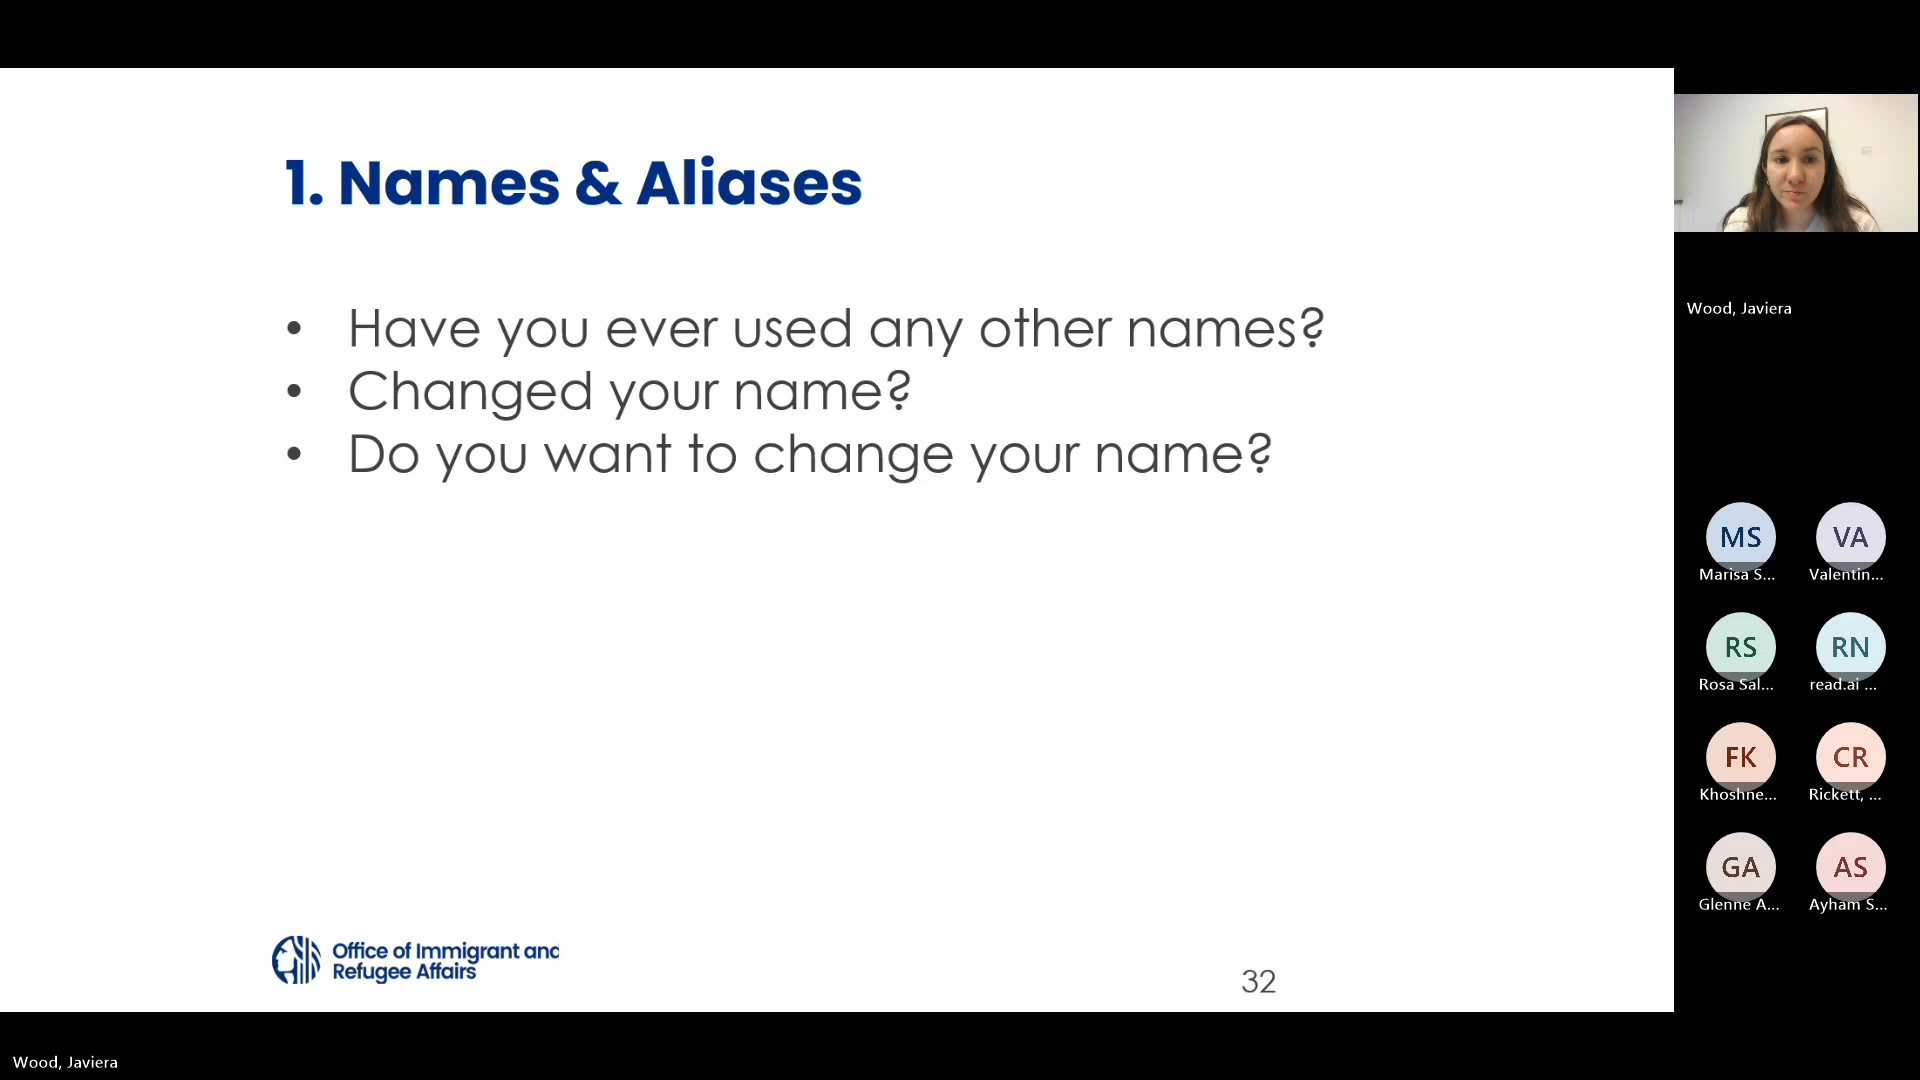 1. Names & Aliases
• Have you ever used any other names?
• Changed your name?
• Do you want to change your name?
Office of Immigrant and
Refugee Affairs
32
Wood, Javiera
MS
VA
Marisa S...
Valentin...
RS
RN
Rosa Sal...
read.ai ...
FK
CR
Khoshne...
Rickett, ...
GA
AS
Glenne A...
Ayham S...
Wood, Javiera